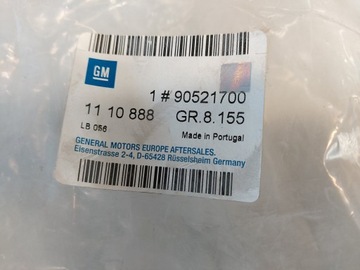 GM
1 # 90521700
11 10 888 GR.8.155
LB 056 Made in Portugal
GENERAL MOTORS EUROPE AFTERSALES.
Eisenstrasse 2-4, D-65428 Rüsselsheim Germany